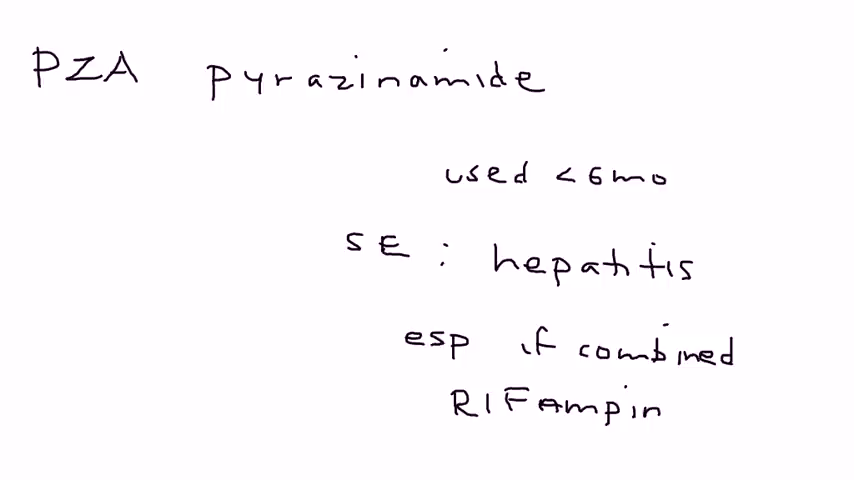 PZA pyrazinamide
used < 6mo
SE : hepatitis
esp if combined
RIFAmpin